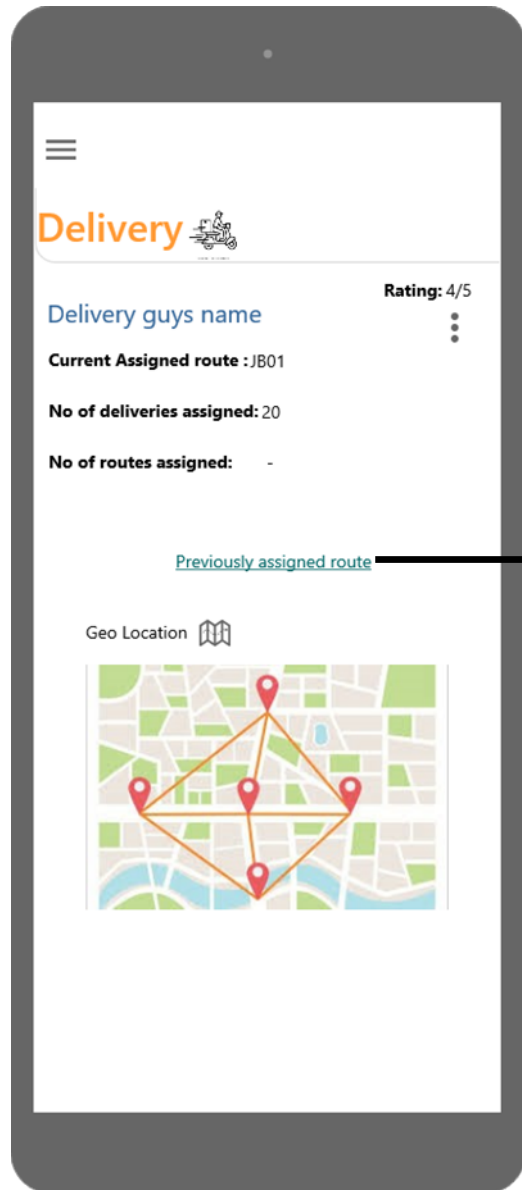 Delivery
Rating: 4/5
Delivery guys name
Current Assigned route : JB01
No of deliveries assigned: 20
No of routes assigned: -
Previously assigned route
Geo Location